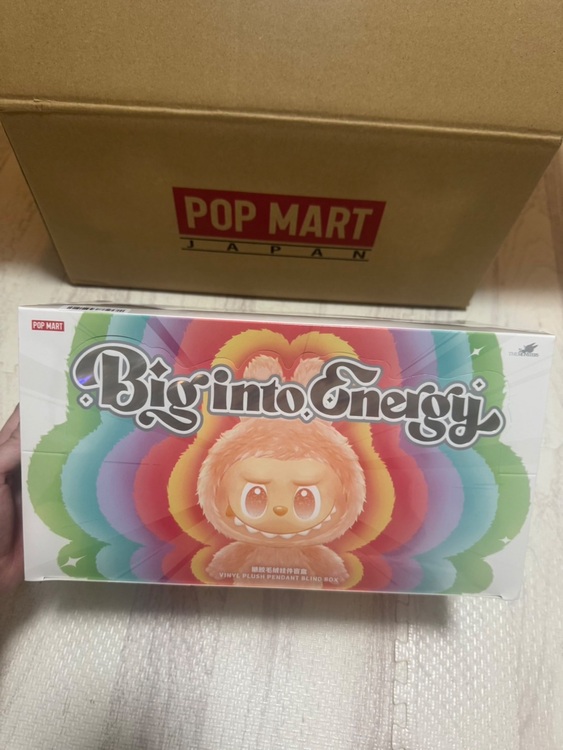 POP MART
JAPAN
POP MART
Big into Energy
搪胶毛绒挂件盲盒
VINYL PLUSH PENDANT BLIND BOX